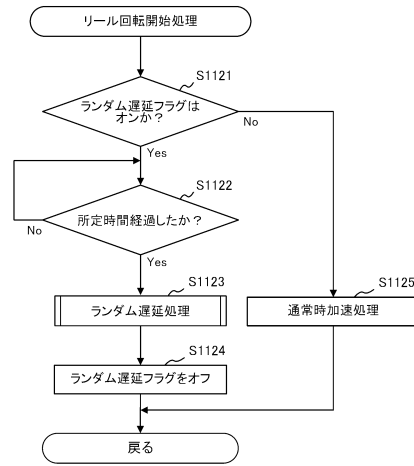 リール回転開始処理
S1121
ランダム遅延フラグは
オンか？
No
Yes
S1122
所定時間経過したか？
No
Yes
S1123
ランダム遅延処理
S1125
通常時加速処理
S1124
ランダム遅延フラグをオフ
戻る